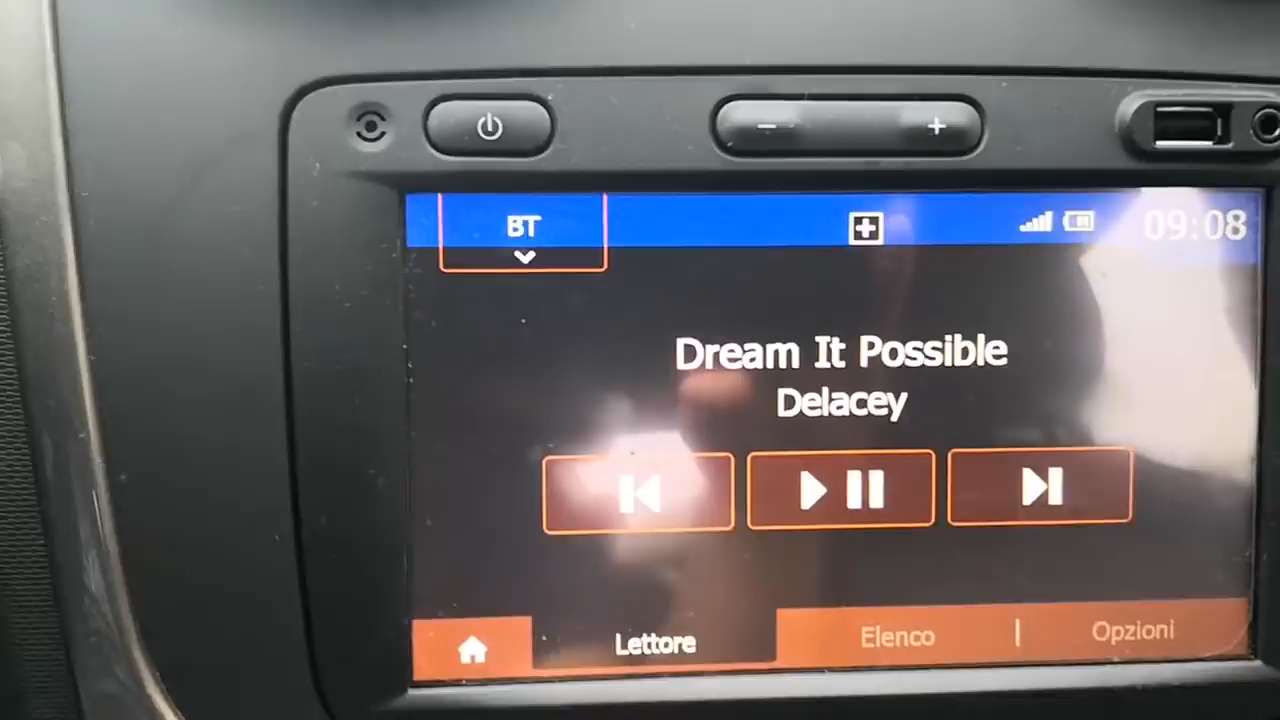 BT
09:08
Dream It Possible
Delacey
Lettore
Elenco
Opzioni